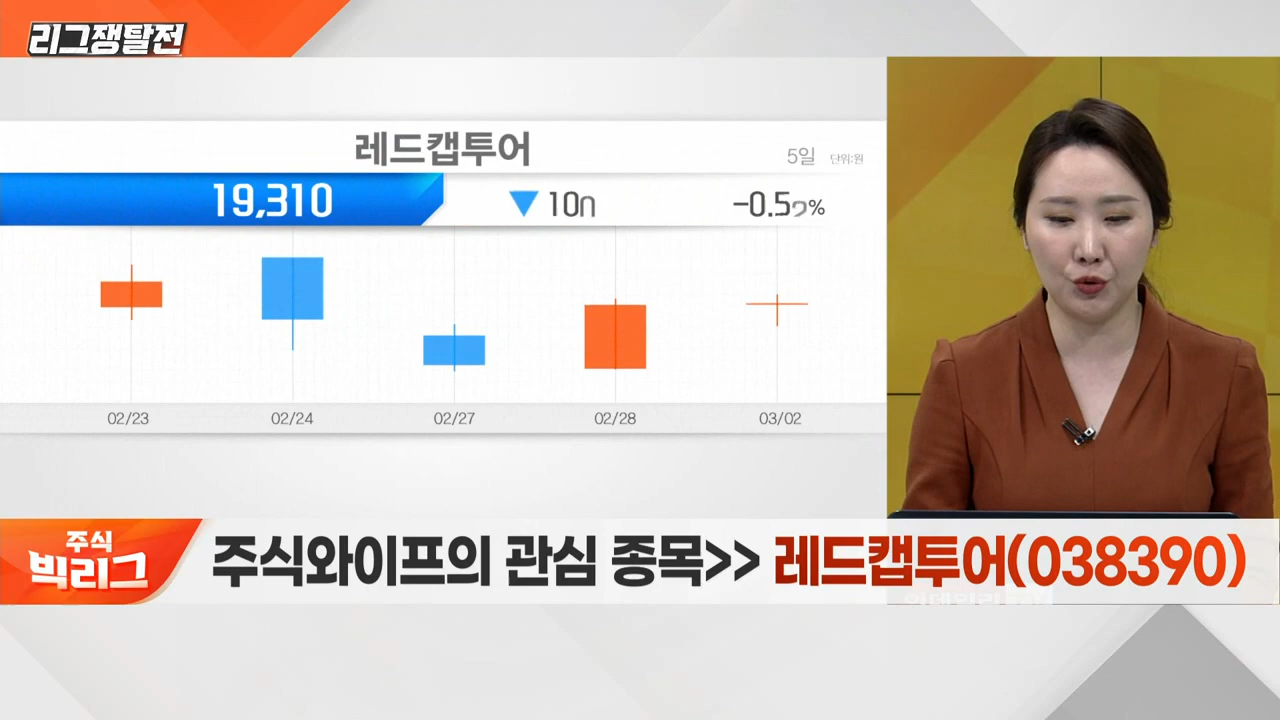 리그쟁탈전
레드캡투어
5일 단위:원
19,310
▼
02/23 02/24 02/27 02/28 03/02
주식
빅리그
주식와이프의 관심 종목>> 레드캡투어(038390)